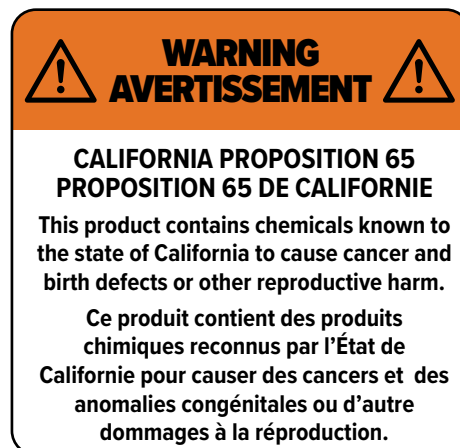 WARNING
AVERTISSEMENT
CALIFORNIA PROPOSITION 65
PROPOSITION 65 DE CALIFORNIE
This product contains chemicals known to
the state of California to cause cancer and
birth defects or other reproductive harm.
Ce produit contient des produits
chimiques reconnus par l’État de
Californie pour causer des cancers et des
anomalies congénitales ou d’autre
dommages à la réproduction.